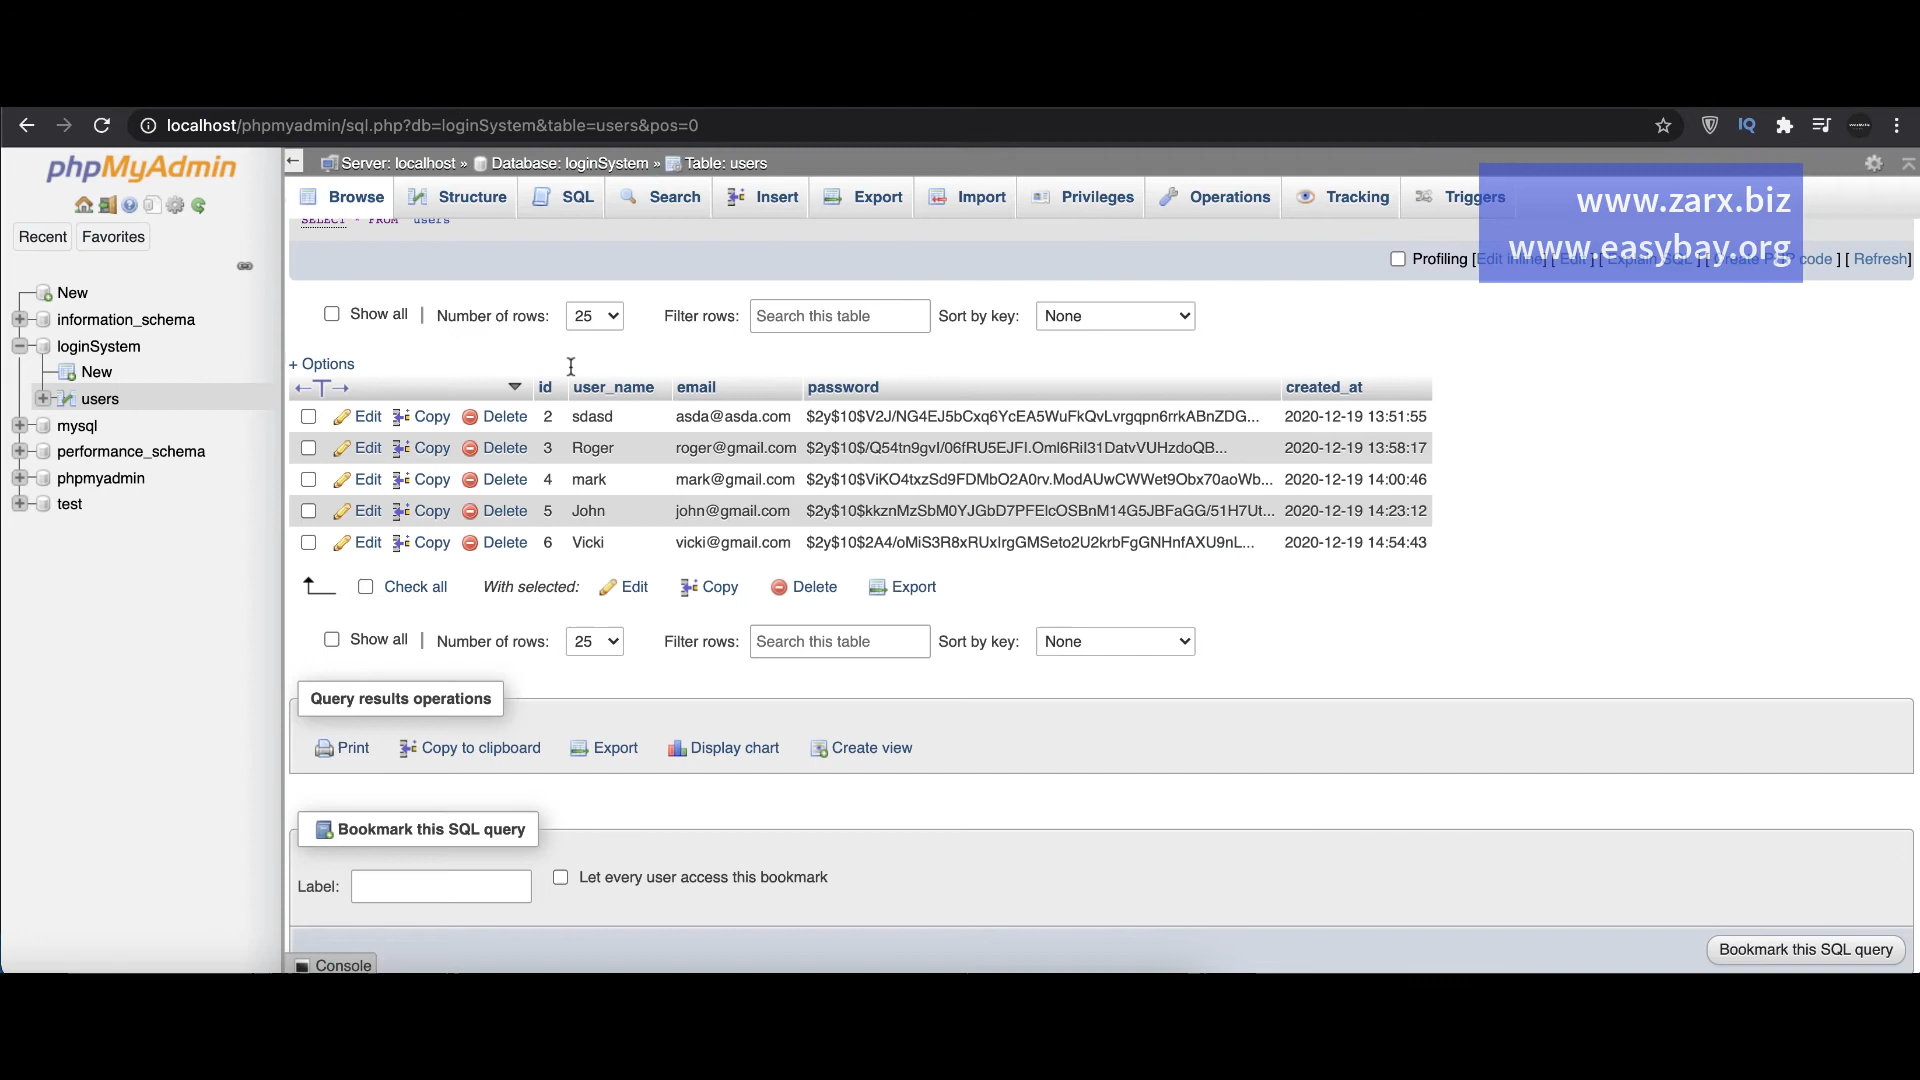 localhost/phpmyadmin/sql.php?db=loginSystem&table=users&pos=0
phpMyAdmin
Recent Favorites
New
information_schema
loginSystem
New
users
mysql
performance_schema
phpmyadmin
test
Server: localhost » Database: loginSystem » Table: users
Browse Structure SQL Search Insert Export Import Privileges Operations Tracking Triggers
www.zarx.biz
www.easybay.org
SELECT * FROM `users`
Profiling [Edit inline] [ Edit ] [ Explain SQL ] [ Create PHP code ] [ Refresh]
Show all | Number of rows: 25 Filter rows: Search this table Sort by key: None
+ Options
←T→ id user_name email password created_at
Edit Copy Delete 2 sdasd asda@asda.com $2y$10$V2J/NG4EJ5bCxq6YcEA5WuFkQvLvrgqpn6rrkABnZDG... 2020-12-19 13:51:55
Edit Copy Delete 3 Roger roger@gmail.com $2y$10$/Q54tn9gvI/06fRU5EJFI.Oml6RiI31DatvVUHzdoQB... 2020-12-19 13:58:17
Edit Copy Delete 4 mark mark@gmail.com $2y$10$ViKO4txzSd9FDMbO2A0rv.ModAUwCWWet9Obx70aoWb... 2020-12-19 14:00:46
Edit Copy Delete 5 John john@gmail.com $2y$10$kkznMzSbM0YJGbD7PFElcOSBnM14G5JBFaGG/51H7Ut... 2020-12-19 14:23:12
Edit Copy Delete 6 Vicki vicki@gmail.com $2y$10$2A4/oMiS3R8xRUxIrgGMSeto2U2krbFgGNHnfAXU9nL... 2020-12-19 14:54:43
Check all With selected: Edit Copy Delete Export
Show all | Number of rows: 25 Filter rows: Search this table Sort by key: None
Query results operations
Print Copy to clipboard Export Display chart Create view
Bookmark this SQL query
Label: Let every user access this bookmark
Bookmark this SQL query
Console